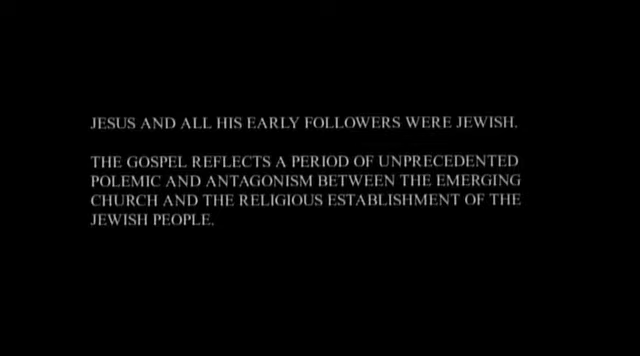 JESUS AND ALL HIS EARLY FOLLOWERS WERE JEWISH.
THE GOSPEL REFLECTS A PERIOD OF UNPRECEDENTED
POLEMIC AND ANTAGONISM BETWEEN THE EMERGING
CHURCH AND THE RELIGIOUS ESTABLISHMENT OF THE
JEWISH PEOPLE.